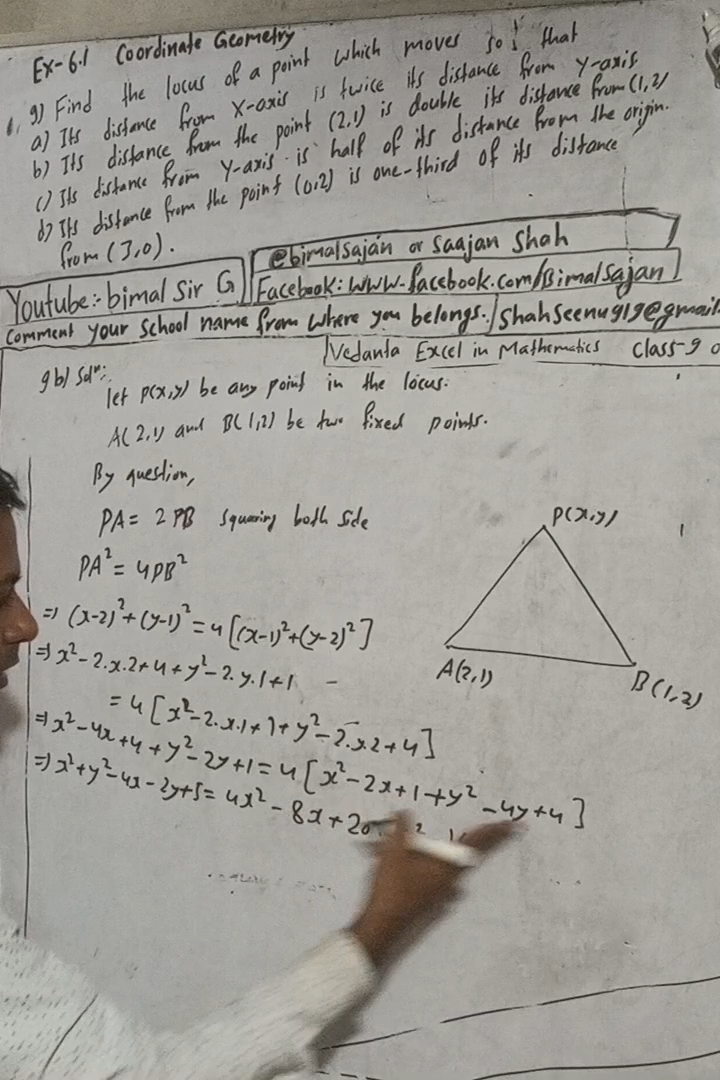 Ex-6.1 Coordinate Geometry
9) Find the locus of a point which moves so that
a) Its distance from X-axis is twice its distance from Y-axis
b) Its distance from the point (2,1) is double its distance from (1,2)
c) Its distance from Y-axis is half of its distance from the origin.
d) Its distance from the point (0,2) is one-third of its distance
from (3,0).
@bimalsajan or Saajan Shah
Youtube:- bimal Sir G
Facebook: www.facebook.com/Bimalsajan
Comment your school name from where you belongs. / Shahseenu919@gmail
Vedanta Excel in Mathematics Class-9
9 b) Solⁿ:
let P(x,y) be any point in the locus.
A(2,1) and B(1,2) be two fixed points.
By question,
PA = 2PB squaring both side
PA² = 4PB²
⇒ (x-2)²+(y-1)² = 4[(x-1)²+(y-2)²]
⇒ x²-2.x.2+4+y²-2.y.1+1
= 4[x²-2.x.1+1+y²-2.y.2+4]
⇒ x²-4x+4+y²-2y+1 = 4[x²-2x+1+y²-4y+4]
⇒ x²+y²-4x-2y+5 = 4x²-8x+20
P(x,y)
A(2,1)
B(1,2)